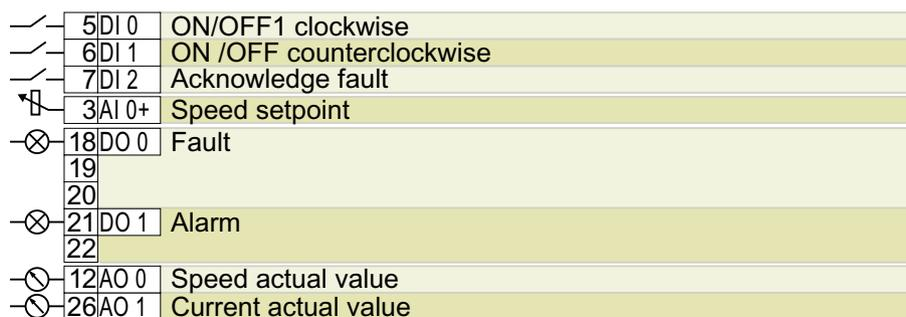 5 DI 0 ON/OFF1 clockwise
6 DI 1 ON /OFF counterclockwise
7 DI 2 Acknowledge fault
3 AI 0+ Speed setpoint
18 DO 0 Fault
19
20
21 DO 1 Alarm
22
12 AO 0 Speed actual value
26 AO 1 Current actual value